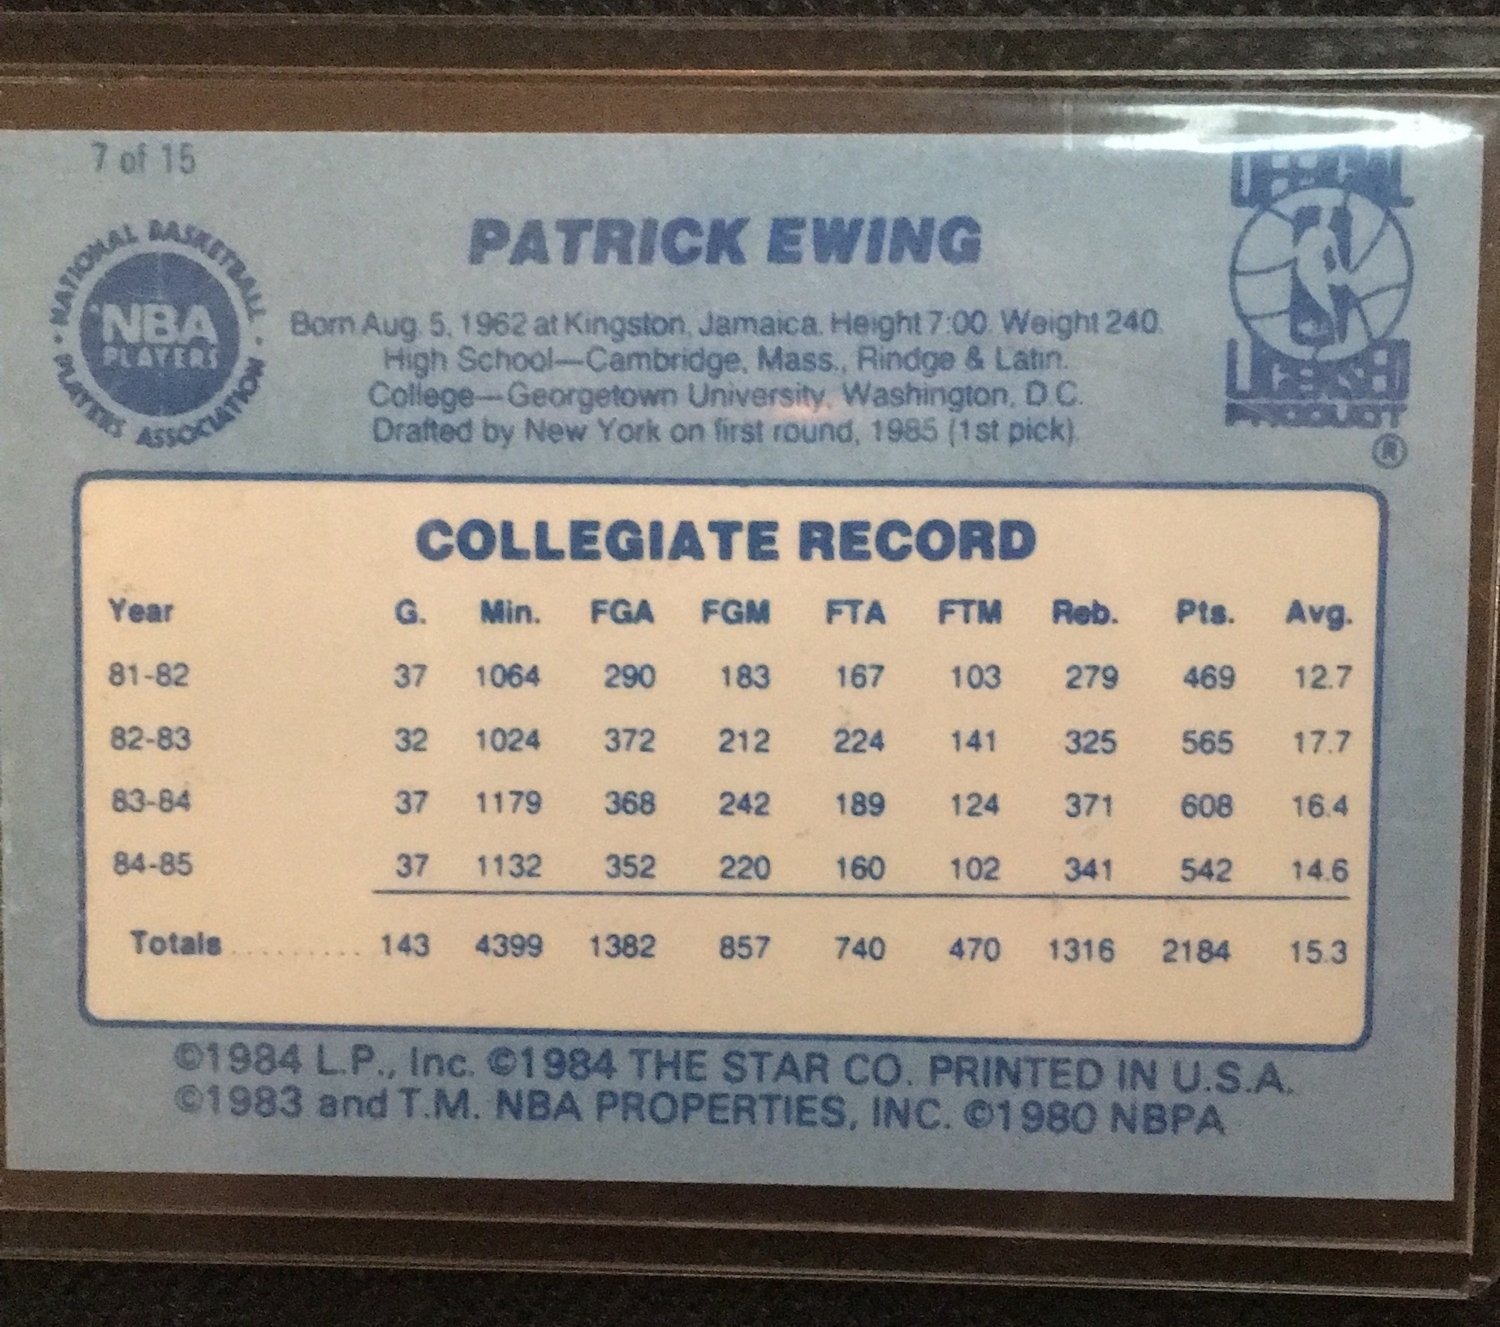 7 of 15
NATIONAL BASKETBALL
NBA
PLAYERS
PLAYERS ASSOCIATION
OFFICIAL
LICENSED
PRODUCT
®
PATRICK EWING
Born Aug. 5, 1962 at Kingston, Jamaica. Height 7:00. Weight 240.
High School—Cambridge, Mass., Rindge & Latin.
College—Georgetown University, Washington, D.C.
Drafted by New York on first round, 1985 (1st pick).
COLLEGIATE RECORD
Year G. Min. FGA FGM FTA FTM Reb. Pts. Avg.
81-82 37 1064 290 183 167 103 279 469 12.7
82-83 32 1024 372 212 224 141 325 565 17.7
83-84 37 1179 368 242 189 124 371 608 16.4
84-85 37 1132 352 220 160 102 341 542 14.6
Totals .......... 143 4399 1382 857 740 470 1316 2184 15.3
©1984 L.P., Inc. ©1984 THE STAR CO. PRINTED IN U.S.A.
©1983 and T.M. NBA PROPERTIES, INC. ©1980 NBPA